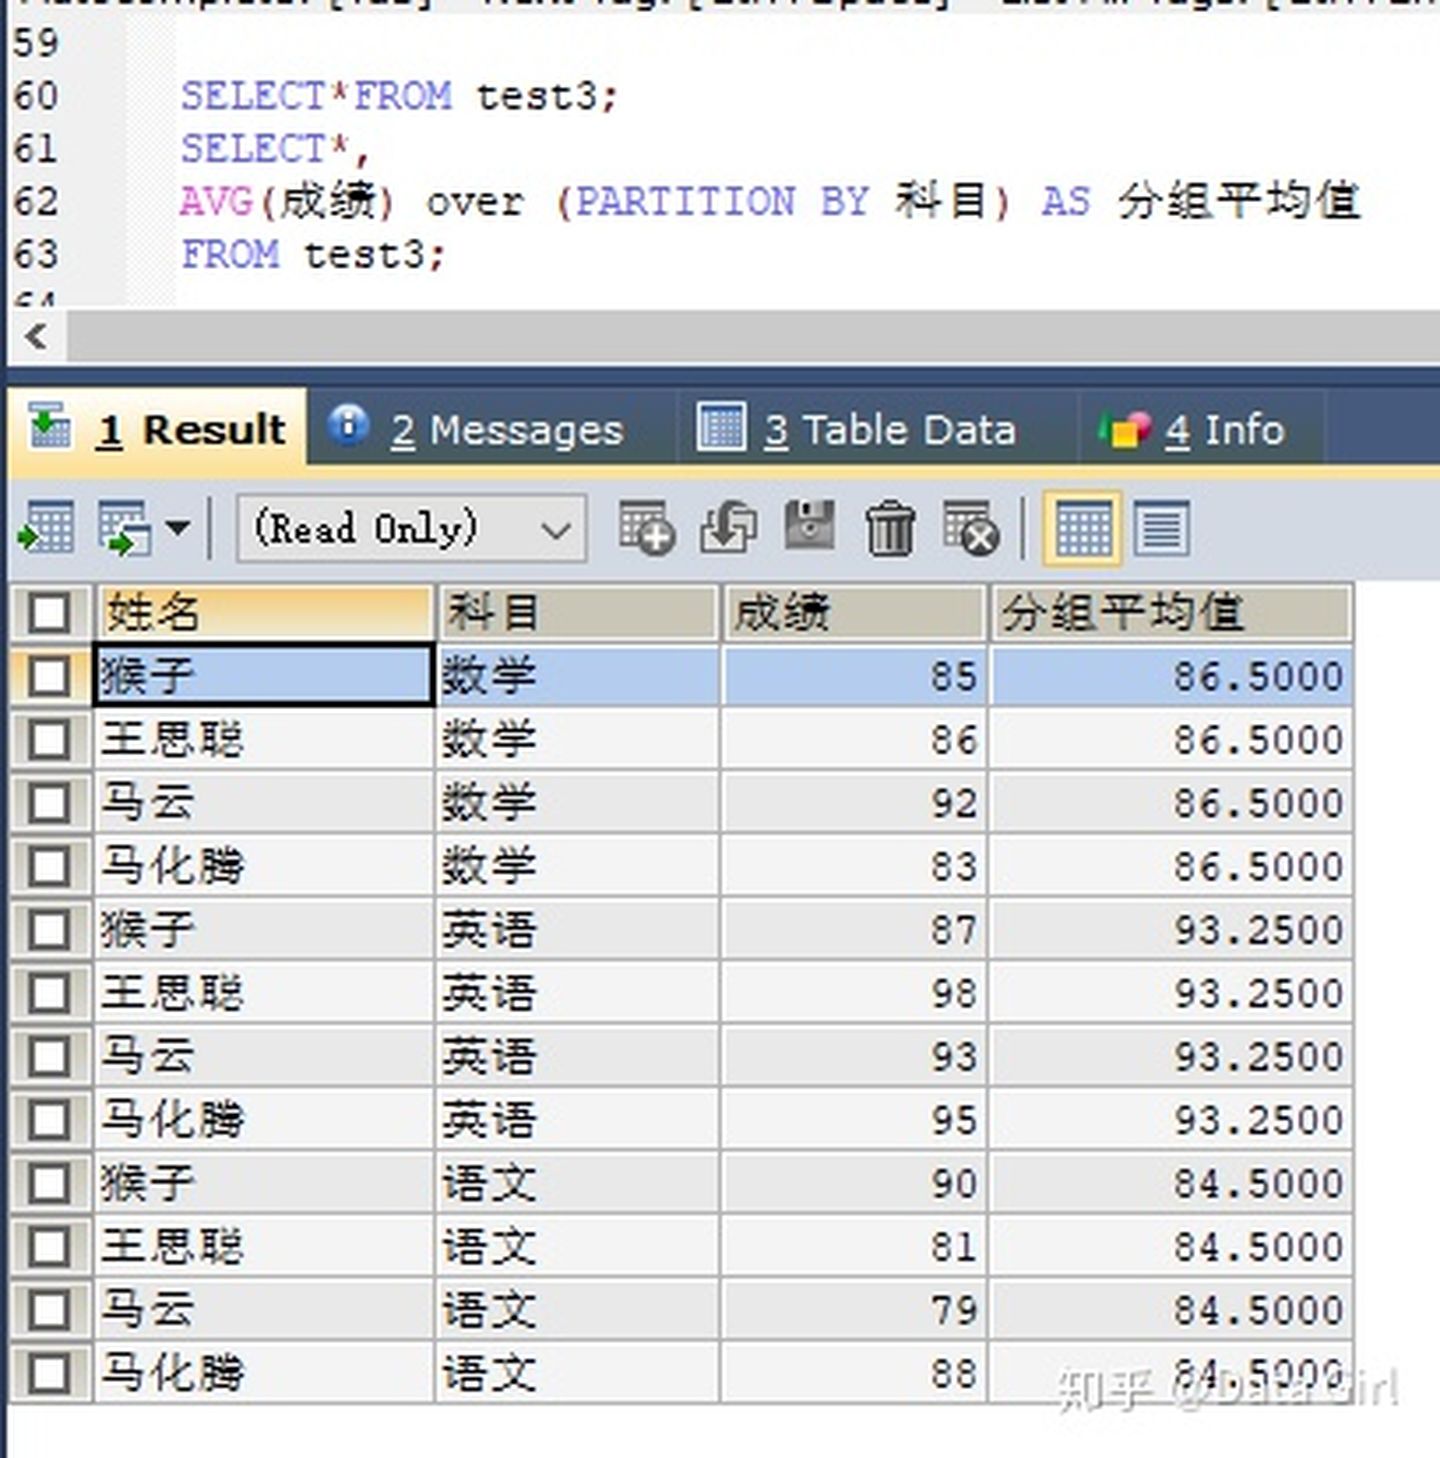 59
60 SELECT*FROM test3;
61 SELECT*,
62 AVG(成绩) over (PARTITION BY 科目) AS 分组平均值
63 FROM test3;
64
1 Result 2 Messages 3 Table Data 4 Info
(Read Only)
姓名 科目 成绩 分组平均值
猴子 数学 85 86.5000
王思聪 数学 86 86.5000
马云 数学 92 86.5000
马化腾 数学 83 86.5000
猴子 英语 87 93.2500
王思聪 英语 98 93.2500
马云 英语 93 93.2500
马化腾 英语 95 93.2500
猴子 语文 90 84.5000
王思聪 语文 81 84.5000
马云 语文 79 84.5000
马化腾 语文 88 84.5000
知乎 @Data Girl